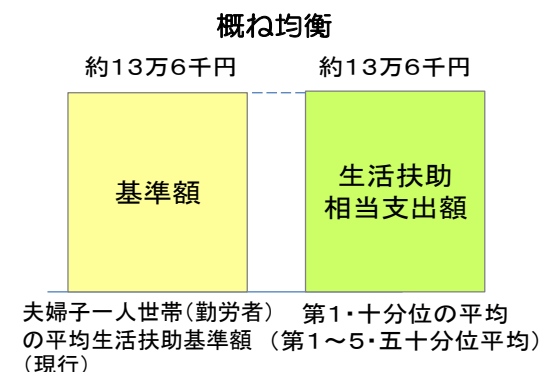 概ね均衡
約13万6千円
約13万6千円
基準額
生活扶助
相当支出額
夫婦子一人世帯(勤労者)
の平均生活扶助基準額
(現行)
第1・十分位の平均
(第1~5・五十分位平均)